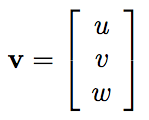 v = [ u
v
w ]